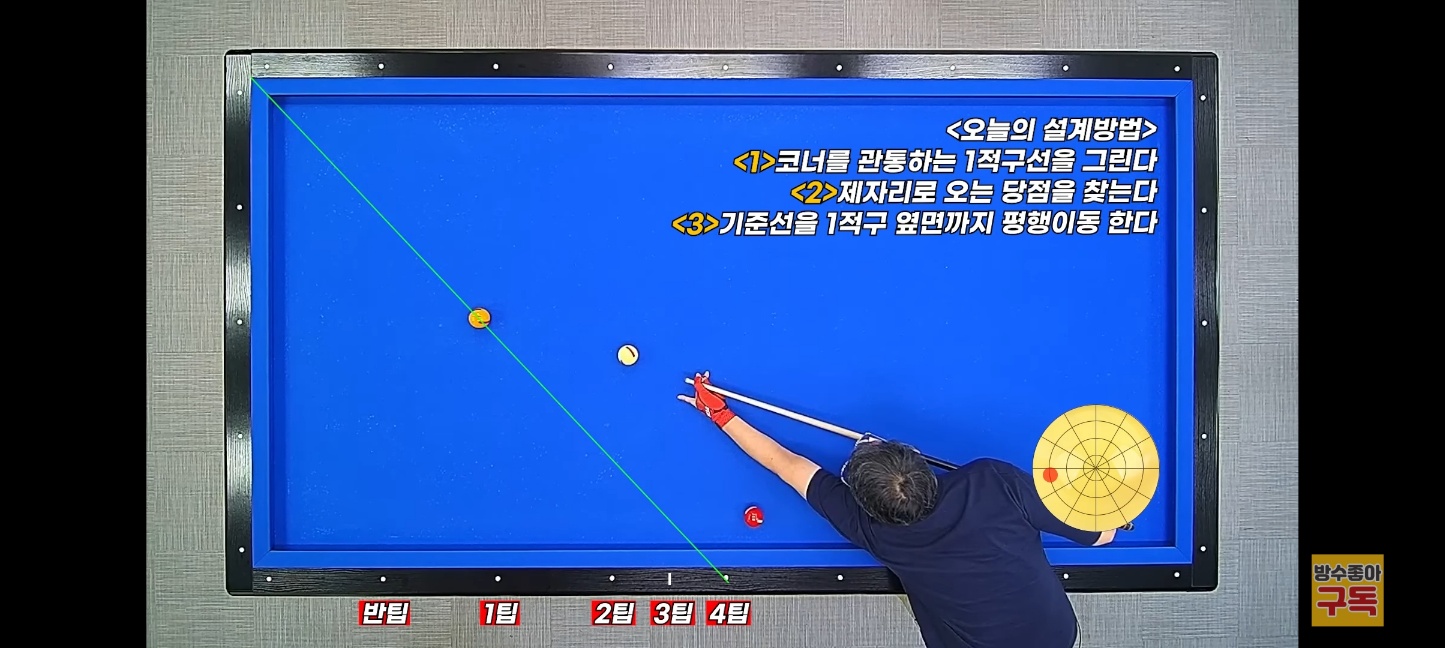 <오늘의 설계방법>
<1>코너를 관통하는 1적구선을 그린다
<2>제자리로 오는 당점을 찾는다
<3>기준선을 1적구 옆면까지 평행이동 한다
반팁 1팁 2팁 3팁 4팁
방수좋아
구독